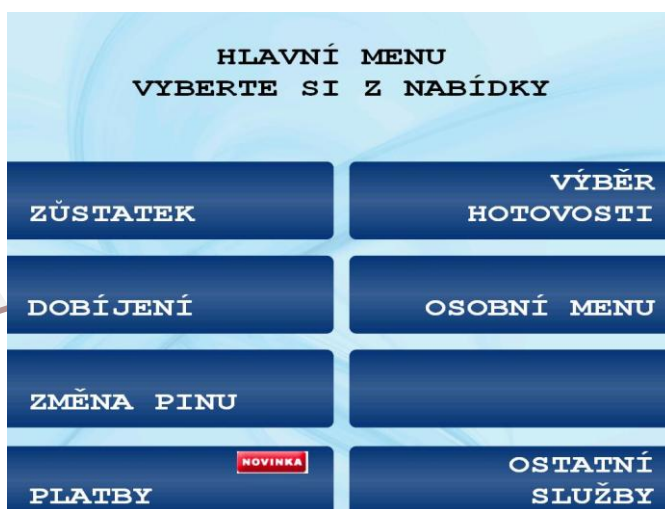 HLAVNÍ MENU
VYBERTE SI Z NABÍDKY
ZŮSTATEK
VÝBĚR
HOTOVOSTI
DOBÍJENÍ
OSOBNÍ MENU
ZMĚNA PINU
NOVINKA
PLATBY
OSTATNÍ
SLUŽBY